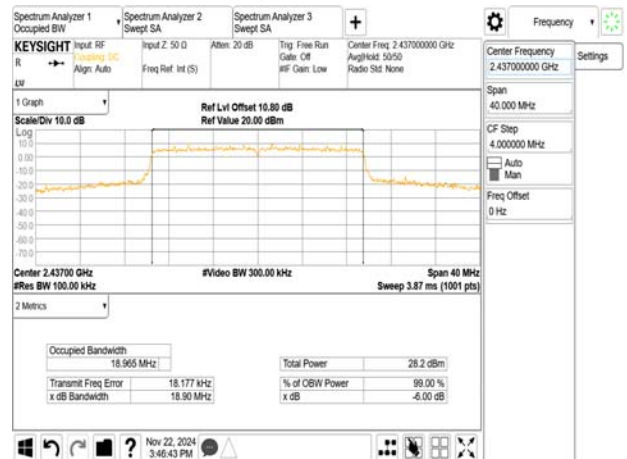 Spectrum Analyzer 1
Occupied BW
Spectrum Analyzer 2
Swept SA
Spectrum Analyzer 3
Swept SA
+
Frequency
KEYSIGHT
R
Input: RF
Coupling: DC
Align: Auto
Input Z: 50 Ω
Freq Ref: Int (S)
Atten: 20 dB
Trig: Free Run
Gate: Off
#IF Gain: Low
Center Freq: 2.437000000 GHz
Avg|Hold: 50/50
Radio Std: None
Center Frequency
2.437000000 GHz
Settings
Span
40.000 MHz
CF Step
4.000000 MHz
Auto
Man
Freq Offset
0 Hz
1 Graph
Scale/Div 10.0 dB
Ref Lvl Offset 10.80 dB
Ref Value 20.00 dBm
Log
10.0
0.00
-10.0
-20.0
-30.0
-40.0
-50.0
-60.0
-70.0
Center 2.43700 GHz
#Res BW 100.00 kHz
#Video BW 300.00 kHz
Span 40 MHz
Sweep 3.87 ms (1001 pts)
2 Metrics
Occupied Bandwidth
18.965 MHz
Transmit Freq Error 18.177 kHz
x dB Bandwidth 18.90 MHz
Total Power 28.2 dBm
% of OBW Power 99.00 %
x dB -6.00 dB
?
Nov 22, 2024
3:46:43 PM